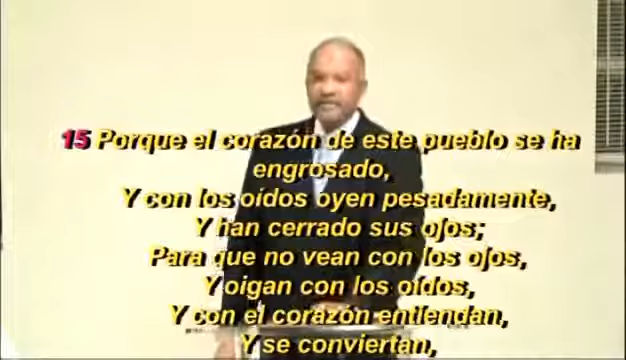 15 Porque el corazón de este pueblo se ha
engrosado,
Y con los oídos oyen pesadamente,
Y han cerrado sus ojos;
Para que no vean con los ojos,
Y oigan con los oídos,
Y con el corazón entiendan,
Y se conviertan,